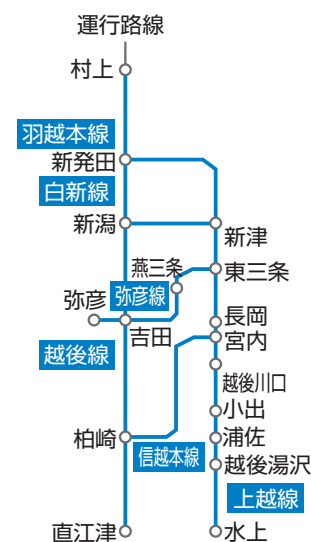 運行路線
村上
羽越本線
新発田
白新線
新潟
新津
燕三条
東三条
弥彦
弥彦線
吉田
長岡
宮内
越後線
越後川口
小出
柏崎
浦佐
信越本線
越後湯沢
上越線
直江津
水上